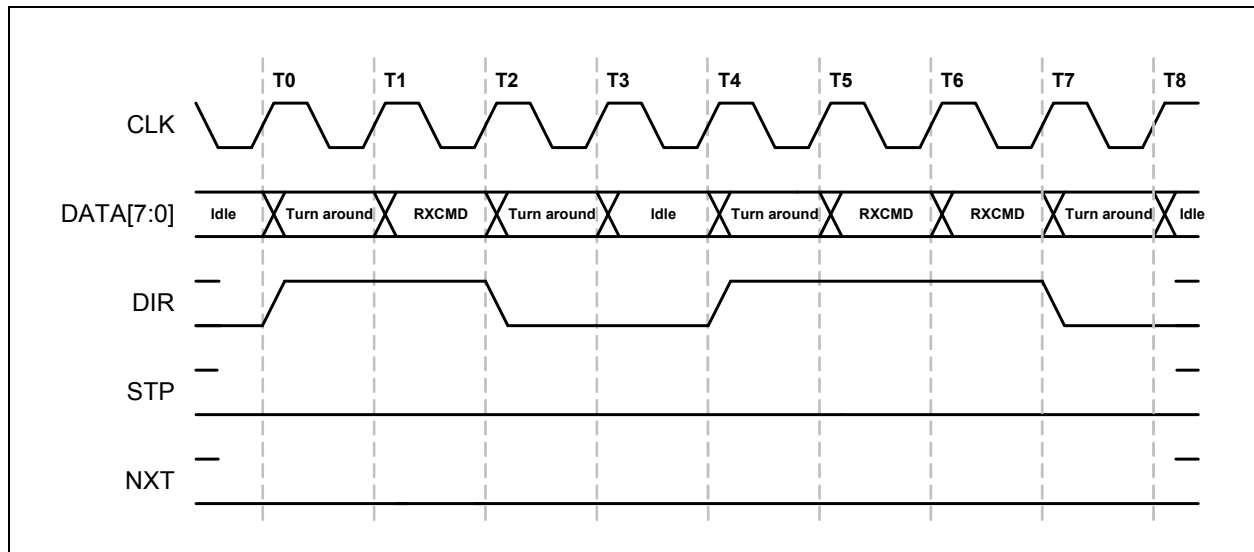 T0 T1 T2 T3 T4 T5 T6 T7 T8
CLK
DATA[7:0] Idle Turn around RXCMD Turn around Idle Turn around RXCMD RXCMD Turn around Idle
DIR
STP
NXT